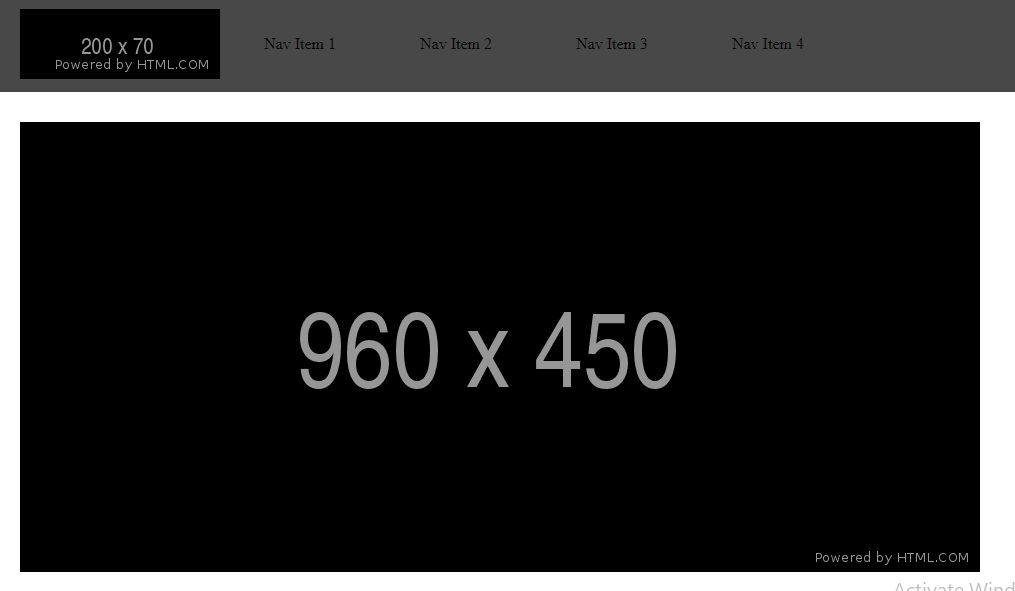 200 x 70
Powered by HTML.COM
Nav Item 1
Nav Item 2
Nav Item 3
Nav Item 4
960 x 450
Powered by HTML.COM
Activate Wind